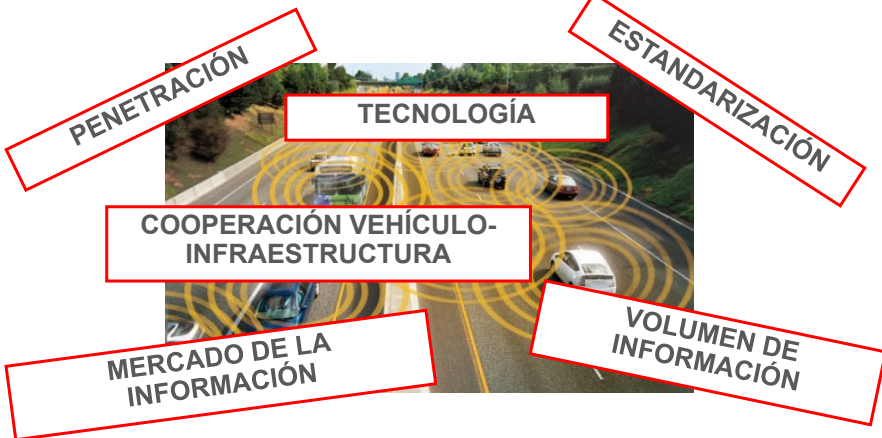 PENETRACIÓN
ESTANDARIZACIÓN
TECNOLOGÍA
COOPERACIÓN VEHÍCULO-
INFRAESTRUCTURA
MERCADO DE LA
INFORMACIÓN
VOLUMEN DE
INFORMACIÓN